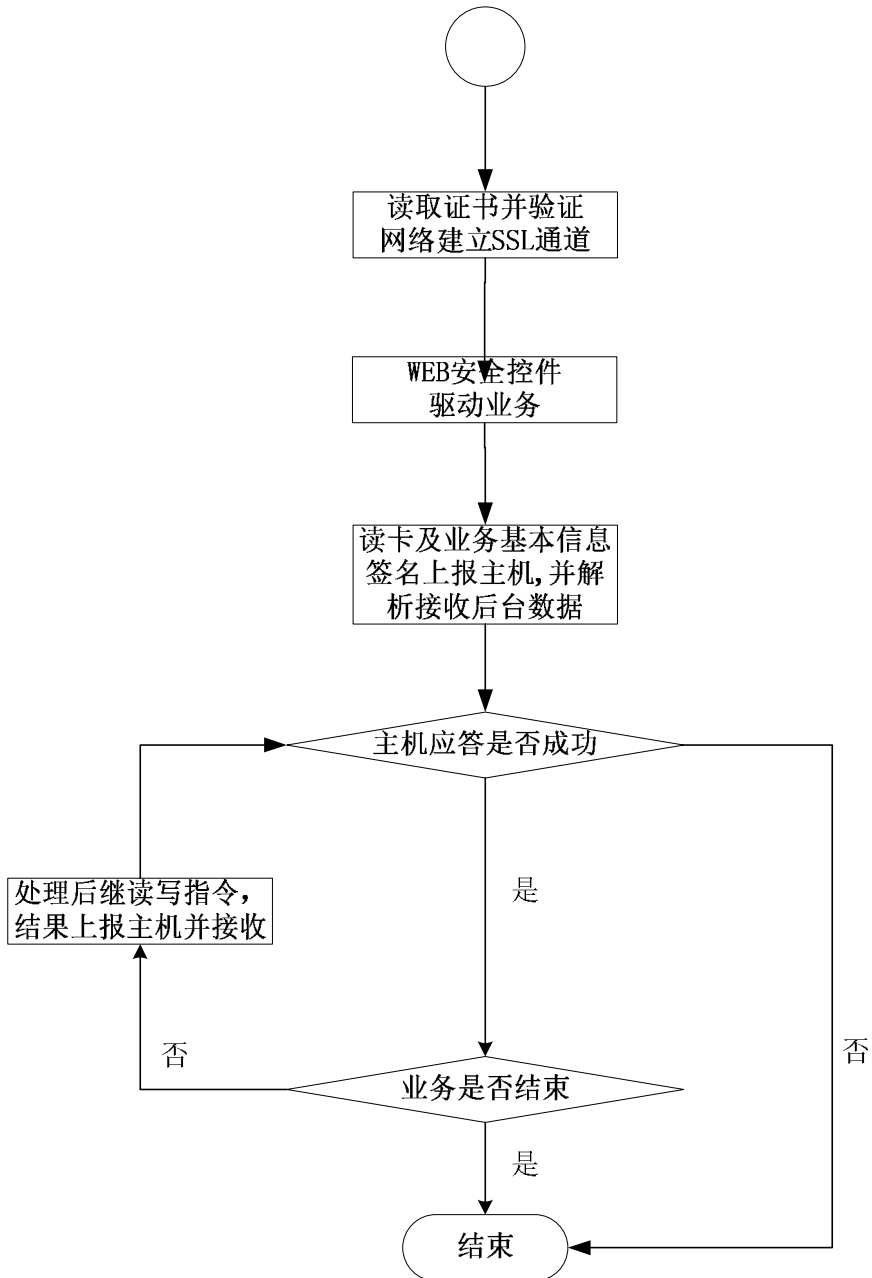 读取证书并验证
网络建立SSL通道
WEB安全控件
驱动业务
读卡及业务基本信息
签名上报主机,并解
析接收后台数据
主机应答是否成功
是
处理后继读写指令，
结果上报主机并接收
否
否
业务是否结束
是
结束